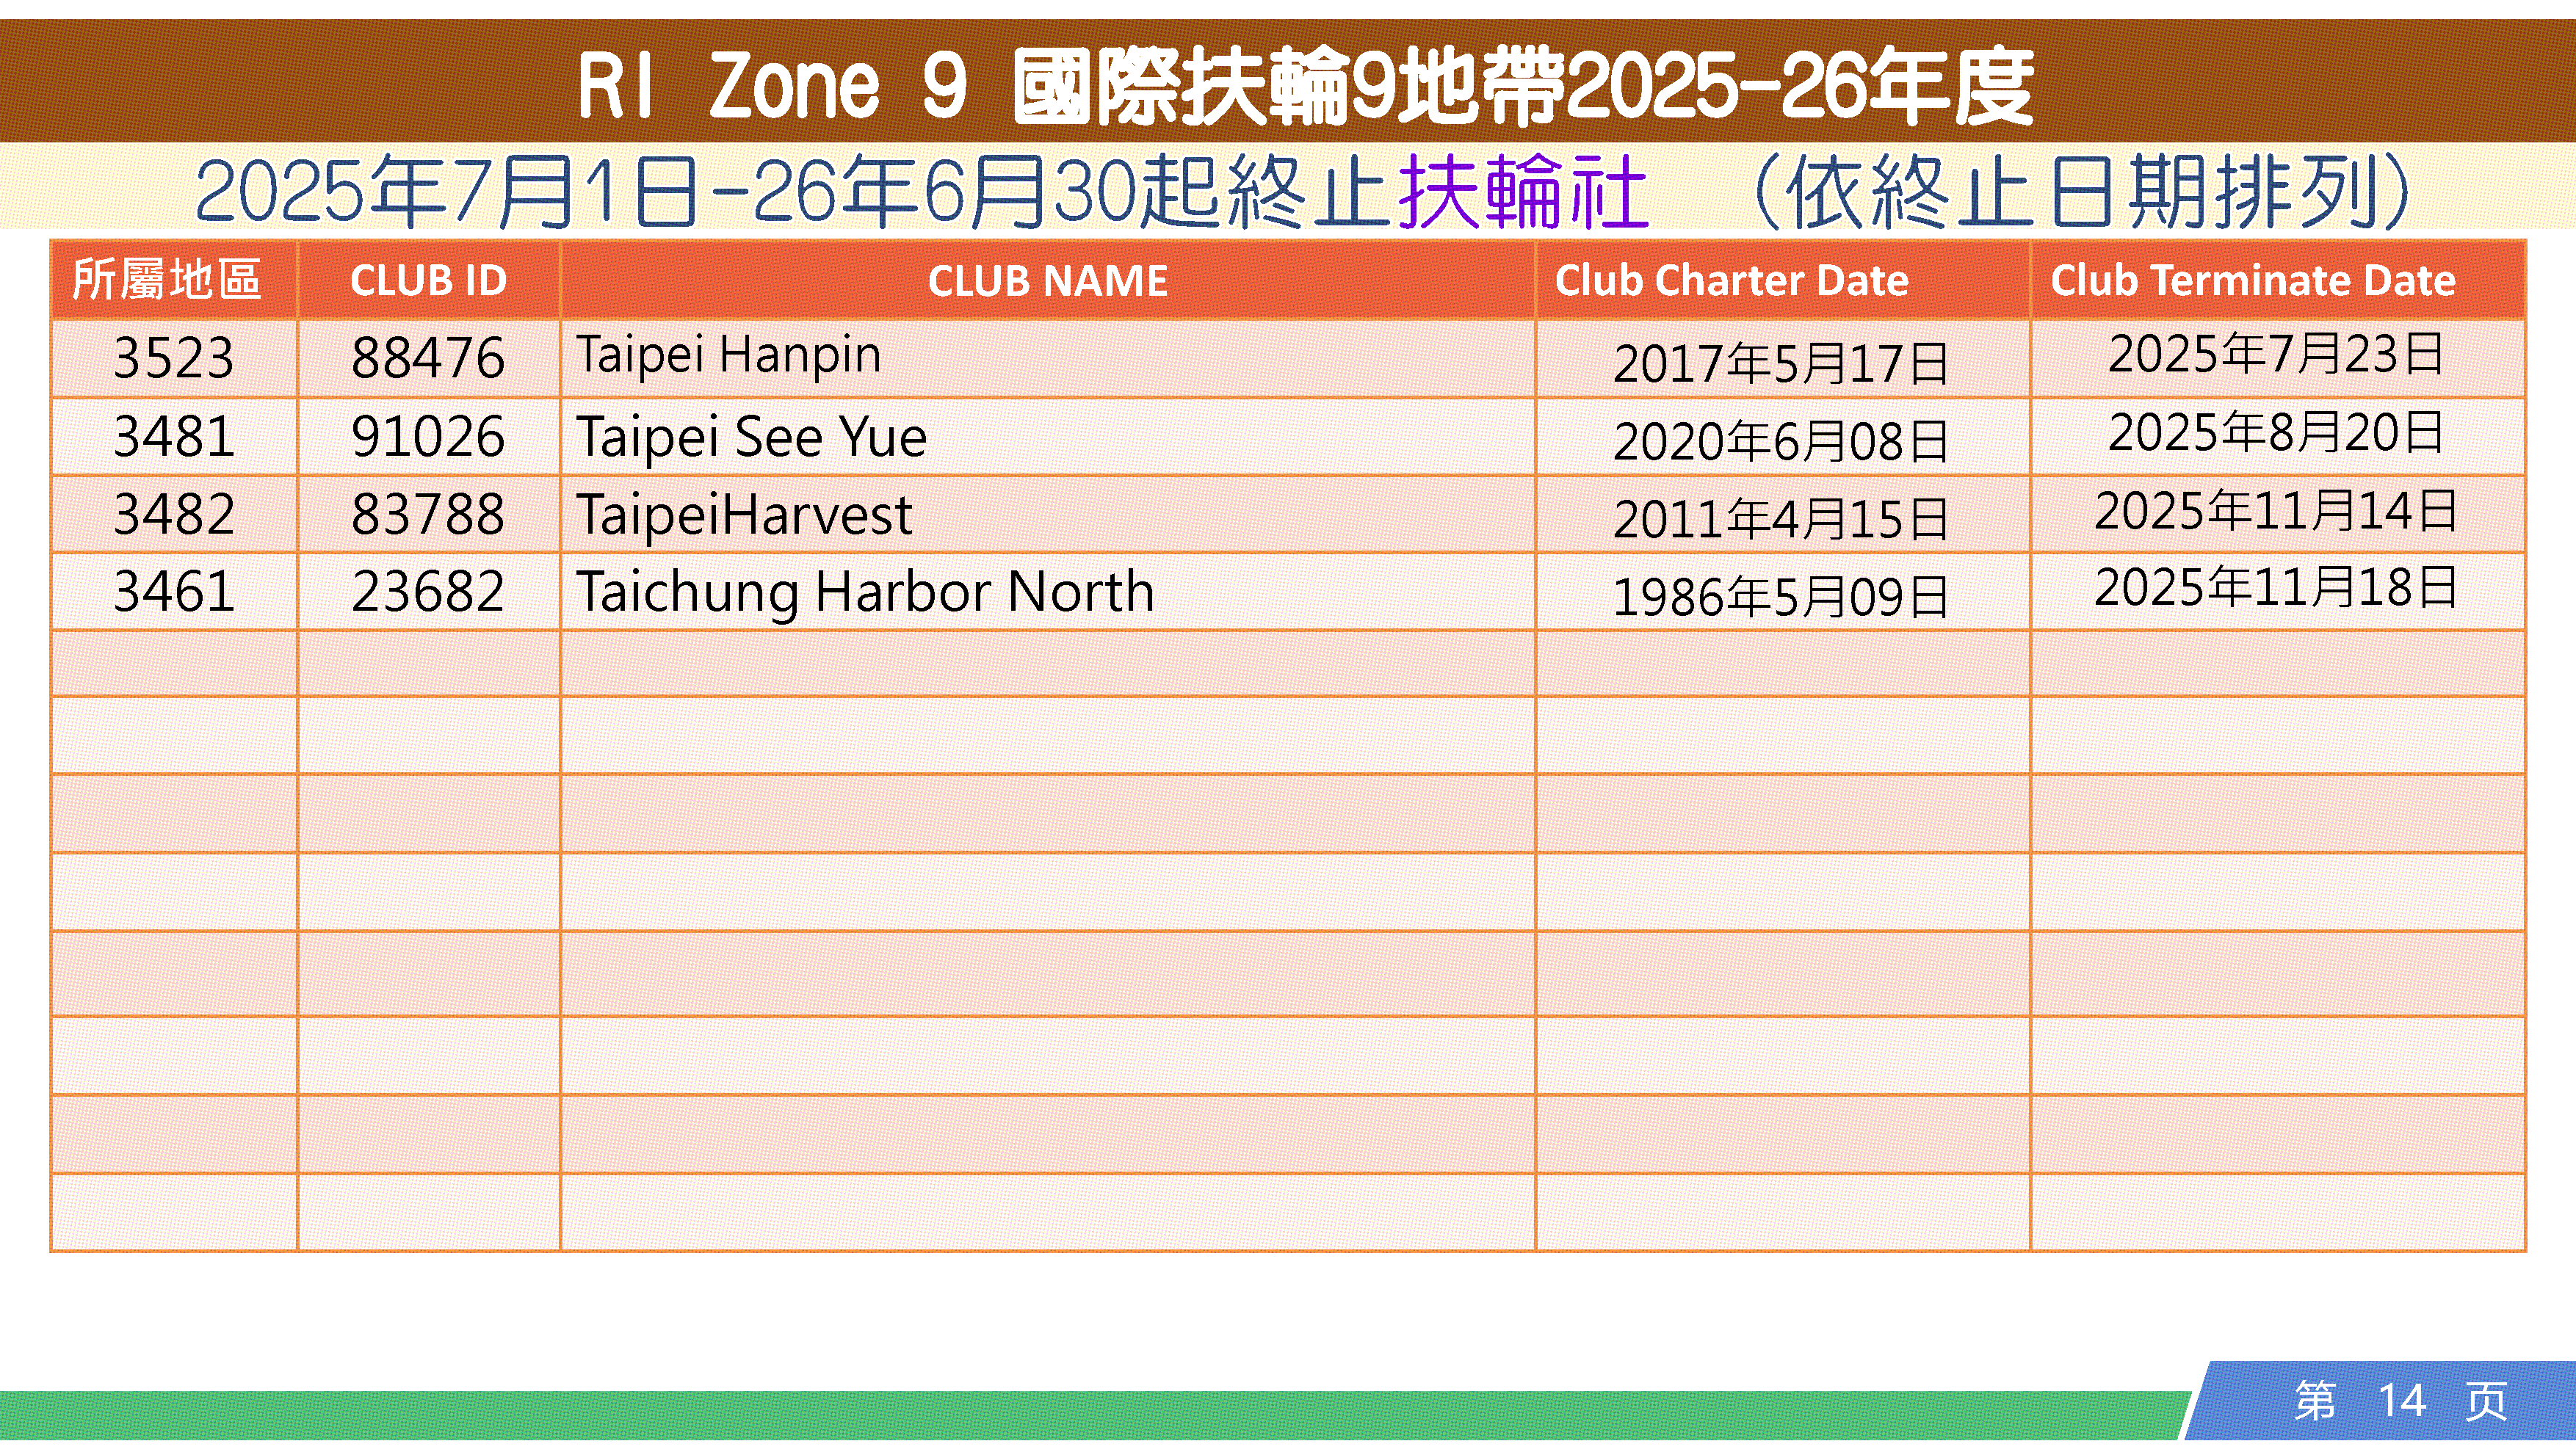 RI Zone 9 國際扶輪9地帶2025-26年度
2025年7月1日-26年6月30起終止扶輪社 (依終止日期排列)
所屬地區 CLUB ID CLUB NAME Club Charter Date Club Terminate Date
3523 88476 Taipei Hanpin 2017年5月17日 2025年7月23日
3481 91026 Taipei See Yue 2020年6月08日 2025年8月20日
3482 83788 TaipeiHarvest 2011年4月15日 2025年11月14日
3461 23682 Taichung Harbor North 1986年5月09日 2025年11月18日
第 14 页